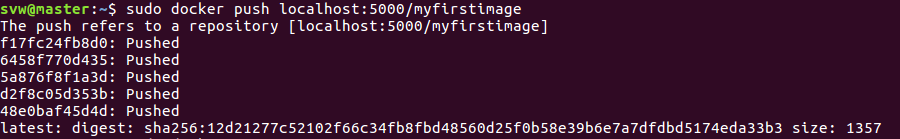 svw@master:~$ sudo docker push localhost:5000/myfirstimage
The push refers to a repository [localhost:5000/myfirstimage]
f17fc24fb8d0: Pushed
6458f770d435: Pushed
5a876f8f1a3d: Pushed
d2f8c05d353b: Pushed
48e0baf45d4d: Pushed
latest: digest: sha256:12d21277c52102f66c34fb8fbd48560d25f0b58e39b6e7a7dfdbd5174eda33b3 size: 1357